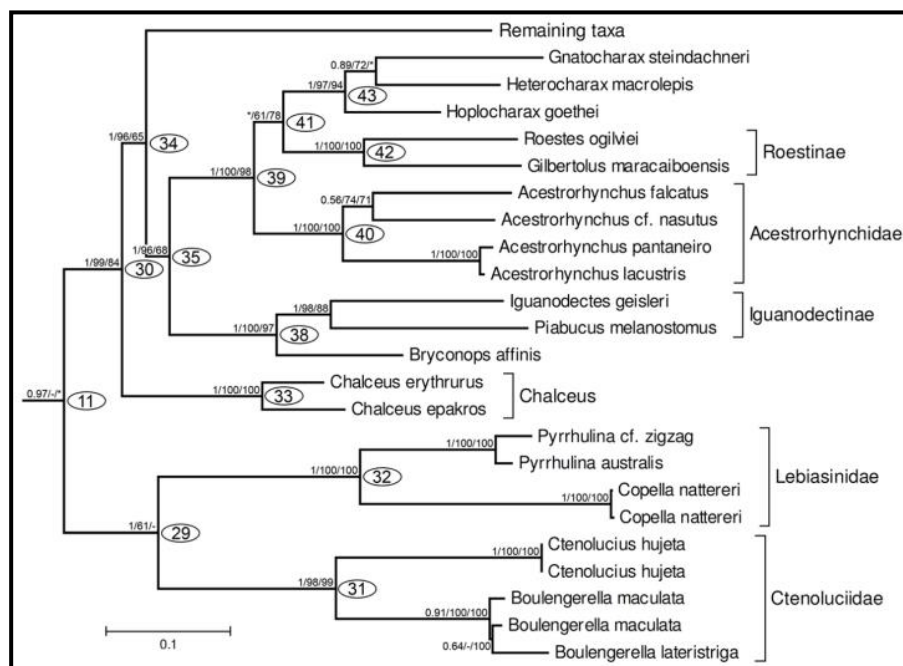 Remaining taxa
Gnatocharax steindachneri
0.89/72/*
1/97/94
43
Heterocharax macrolepis
Hoplocharax goethei
*/61/78
41
1/96/65
34
Roestes ogilviei
1/100/100
42
Gilbertolus maracaiboensis
Roestinae
1/100/98
39
Acestrorhynchus falcatus
0.56/74/71
Acestrorhynchus cf. nasutus
1/100/100
40
Acestrorhynchus pantaneiro
1/100/100
Acestrorhynchus lacustris
Acestrorhynchidae
1/96/68
35
1/99/84
30
Iguanodectes geisleri
1/98/88
Piabucus melanostomus
Iguanodectinae
1/100/97
38
Bryconops affinis
Chalceus erythrurus
1/100/100
33
Chalceus epakros
Chalceus
0.97/-/*
11
Pyrrhulina cf. zigzag
1/100/100
Pyrrhulina australis
1/100/100
32
Copella nattereri
1/100/100
Copella nattereri
Lebiasinidae
1/61/-
29
Ctenolucius hujeta
1/100/100
Ctenolucius hujeta
1/98/99
31
Boulengerella maculata
0.91/100/100
Boulengerella maculata
0.64/-/100
Boulengerella lateristriga
Ctenoluciidae
0.1